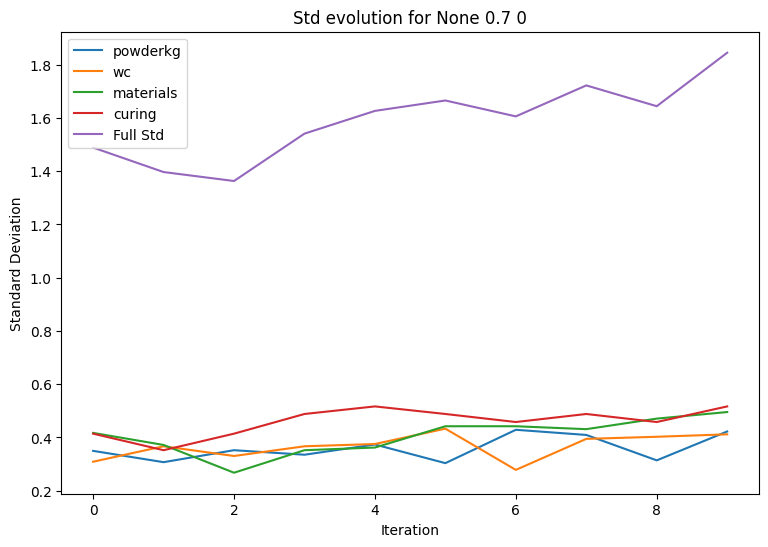 Std evolution for None 0.7 0
powderkg
wc
materials
curing
Full Std
Standard Deviation
1.8
1.6
1.4
1.2
1.0
0.8
0.6
0.4
0.2
0 2 4 6 8
Iteration